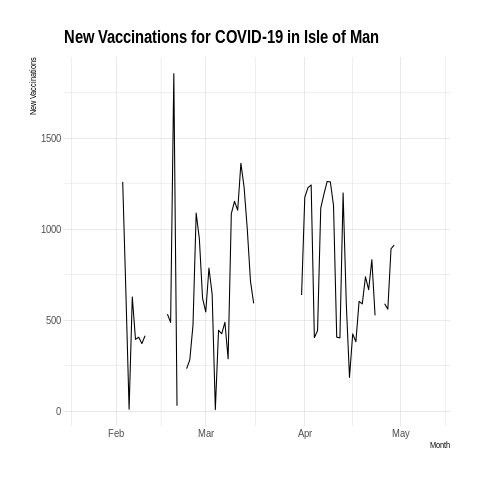 New Vaccinations for COVID-19 in Isle of Man
New Vaccinations
1500
1000
500
0
Feb Mar Apr May
Month